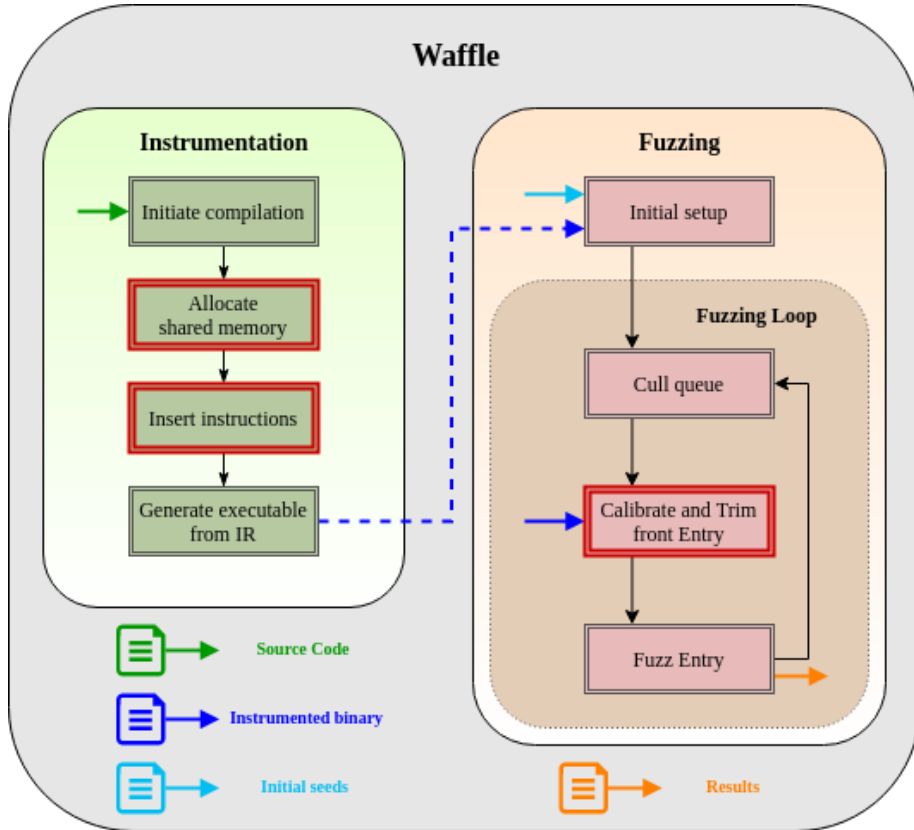 Waffle
Instrumentation
Initiate compilation
Allocate
shared memory
Insert instructions
Generate executable
from IR
Fuzzing
Initial setup
Fuzzing Loop
Cull queue
Calibrate and Trim
front Entry
Fuzz Entry
Source Code
Instrumented binary
Initial seeds
Results